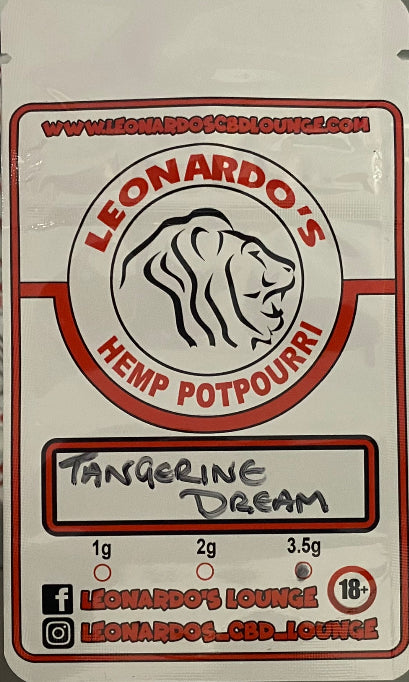 WWW.LEONARDOSCBDLOUNGE.COM
LEONARDO'S
HEMP POTPOURRI
TANGERINE
DREAM
1g 2g 3.5g
f LEONARDO'S LOUNGE 18+
LEONARDOS_CBD_LOUNGE